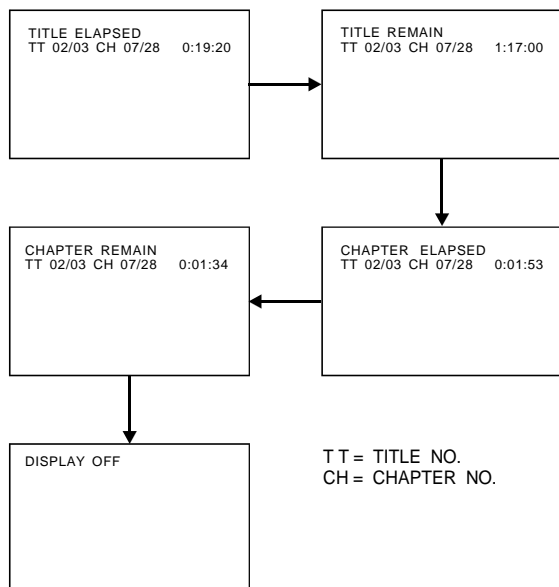 TITLE ELAPSED
TT 02/03 CH 07/28 0:19:20
TITLE REMAIN
TT 02/03 CH 07/28 1:17:00
CHAPTER ELAPSED
TT 02/03 CH 07/28 0:01:53
CHAPTER REMAIN
TT 02/03 CH 07/28 0:01:34
DISPLAY OFF
T T = TITLE NO.
CH = CHAPTER NO.